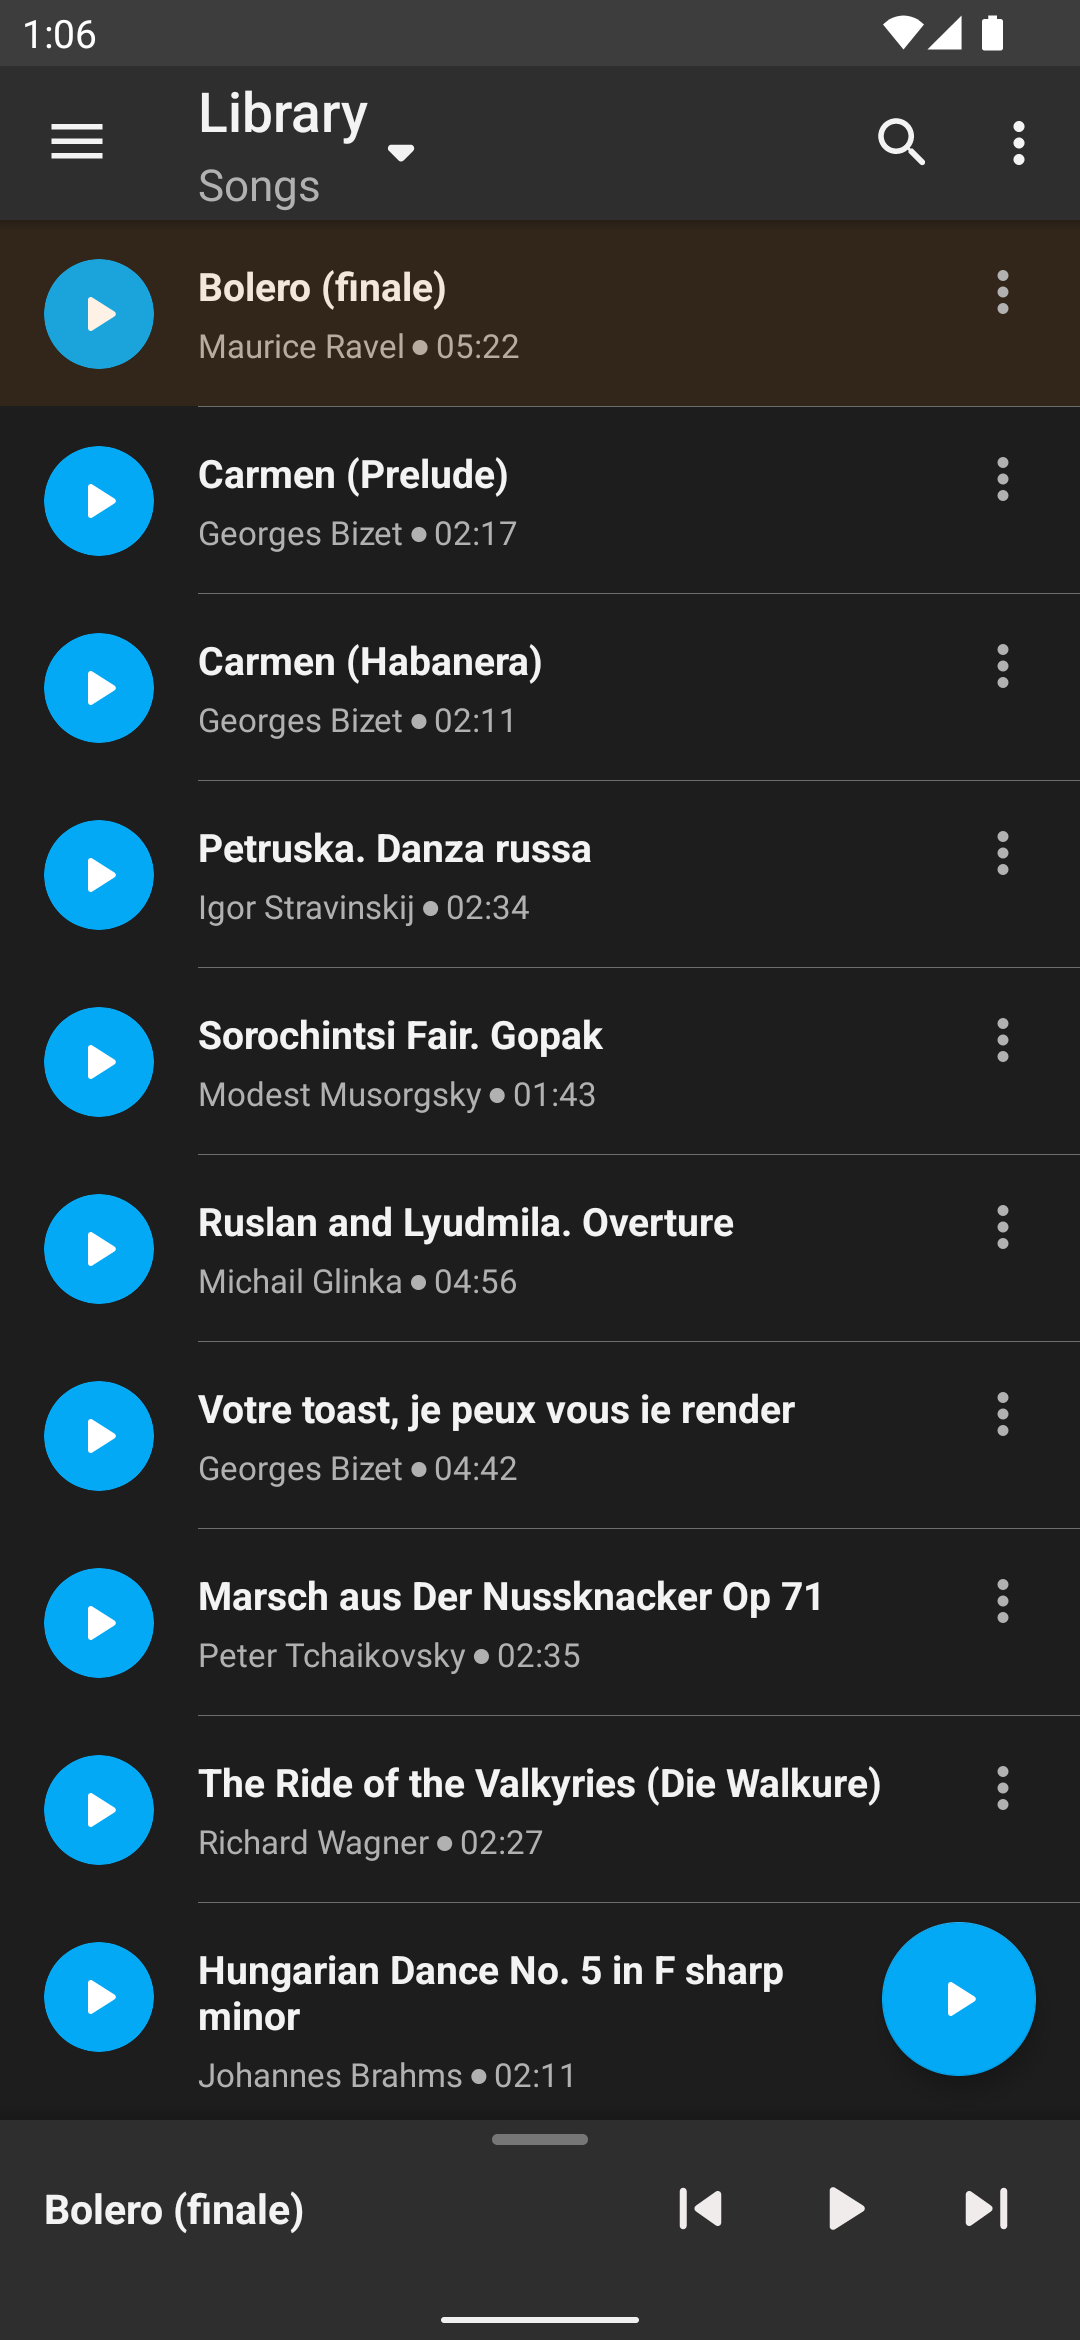 1:06
Library
Songs
Bolero (finale)
Maurice Ravel ● 05:22
Carmen (Prelude)
Georges Bizet ● 02:17
Carmen (Habanera)
Georges Bizet ● 02:11
Petruska. Danza russa
Igor Stravinskij ● 02:34
Sorochintsi Fair. Gopak
Modest Musorgsky ● 01:43
Ruslan and Lyudmila. Overture
Michail Glinka ● 04:56
Votre toast, je peux vous ie render
Georges Bizet ● 04:42
Marsch aus Der Nussknacker Op 71
Peter Tchaikovsky ● 02:35
The Ride of the Valkyries (Die Walkure)
Richard Wagner ● 02:27
Hungarian Dance No. 5 in F sharp
minor
Johannes Brahms ● 02:11
Bolero (finale)